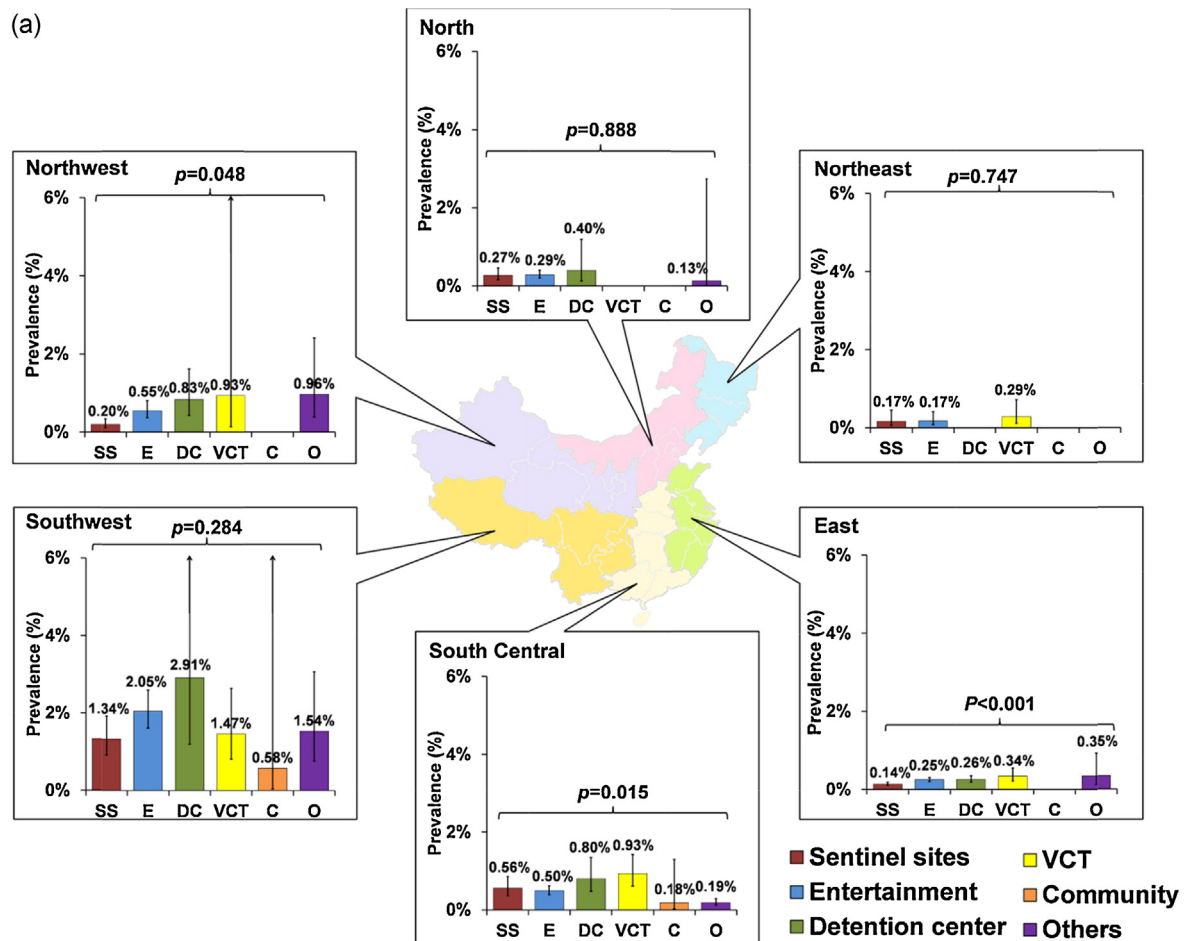 (a)
North
6%
4%
2%
0%
Prevalence (%)
p=0.888
0.27%
0.29%
0.40%
0.13%
SS E DC VCT C O
Northwest
p=0.048
6%
4%
2%
0%
Prevalence (%)
0.20%
0.55%
0.83%
0.93%
0.96%
SS E DC VCT C O
Northeast
p=0.747
6%
4%
2%
0%
Prevalence (%)
0.17%
0.17%
0.29%
SS E DC VCT C O
Southwest
p=0.284
6%
4%
2%
0%
Prevalence (%)
1.34%
2.05%
2.91%
1.47%
0.58%
1.54%
SS E DC VCT C O
South Central
6%
4%
2%
0%
Prevalence (%)
p=0.015
0.56%
0.50%
0.80%
0.93%
0.18%
0.19%
SS E DC VCT C O
East
6%
4%
2%
0%
Prevalence (%)
P<0.001
0.14%
0.25%
0.26%
0.34%
0.35%
SS E DC VCT C O
Sentinel sites
Entertainment
Detention center
VCT
Community
Others